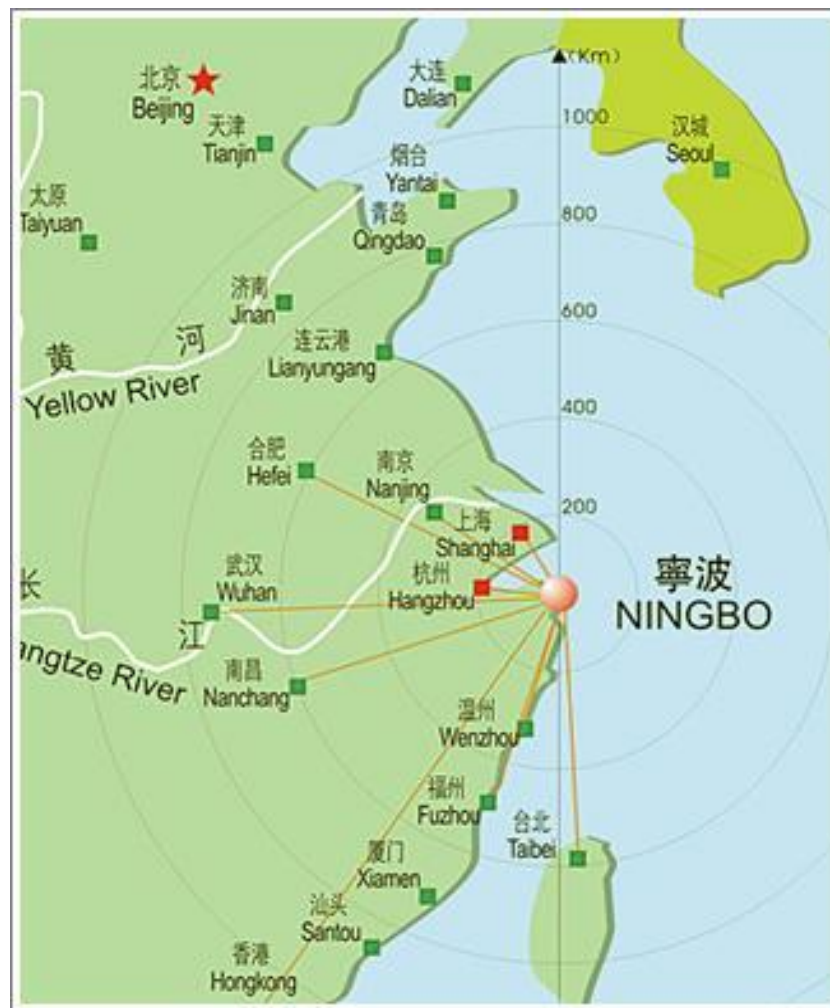 (Km)
北京
Beijing
大连
Dalian
1000
天津
Tianjin
汉城
Seoul
烟台
Yantai
太原
Taiyuan
800
青岛
Qingdao
济南
Jinan
600
连云港
Lianyungang
黄 河
Yellow River
400
合肥
Hefei
南京
Nanjing
200
上海
Shanghai
杭州
Hangzhou
寧波
NINGBO
武汉
Wuhan
长 江
angtze River
南昌
Nanchang
温州
Wenzhou
福州
Fuzhou
台北
Taibei
厦门
Xiamen
汕头
Santou
香港
Hongkong